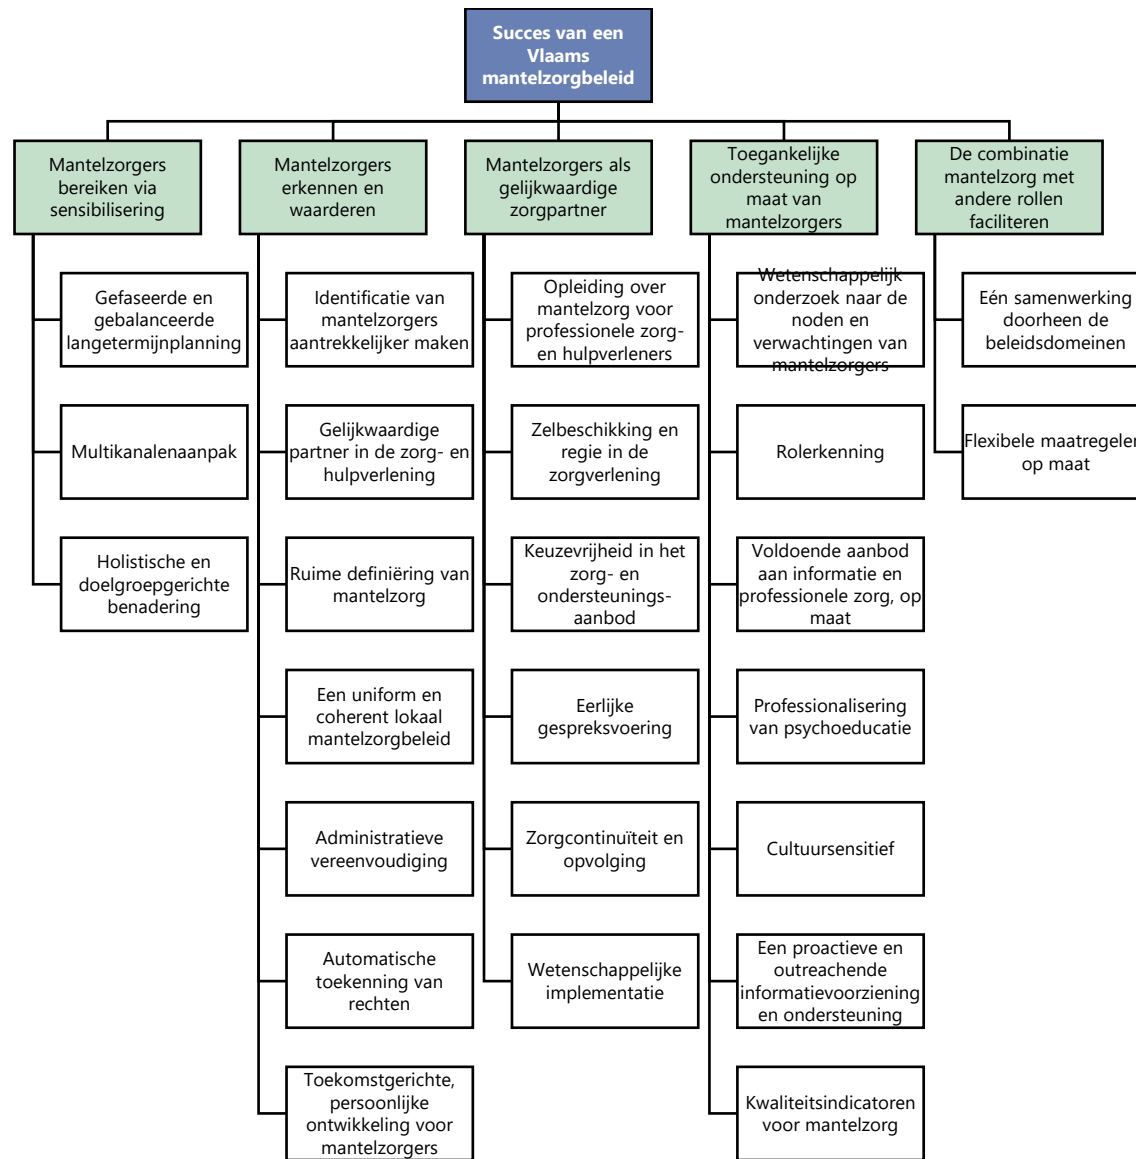 Succes van een
Vlaams
mantelzorgbeleid
Mantelzorgers
bereiken via
sensibilisering
Gefaseerde en
gebalanceerde
langetermijnplanning
Multikanalenaanpak
Holistische en
doelgroepgerichte
benadering
Mantelzorgers
erkennen en
waarderen
Identificatie van
mantelzorgers
aantrekkelijker maken
Gelijkwaardige
partner in de zorg- en
hulpverlening
Ruime definiëring van
mantelzorg
Een uniform en
coherent lokaal
mantelzorgbeleid
Administratieve
vereenvoudiging
Automatische
toekenning van
rechten
Toekomstgerichte,
persoonlijke
ontwikkeling voor
mantelzorgers
Mantelzorgers als
gelijkwaardige
zorgpartner
Opleiding over
mantelzorg voor
professionele zorg-
en hulpverleners
Zelbeschikking en
regie in de
zorgverlening
Keuzevrijheid in het
zorg- en
ondersteunings-
aanbod
Eerlijke
gespreksvoering
Zorgcontinuïteit en
opvolging
Wetenschappelijke
implementatie
Toegankelijke
ondersteuning op
maat van
mantelzorgers
Wetenschappelijk
onderzoek naar de
noden en
verwachtingen van
mantelzorgers
Rolerkenning
Voldoende aanbod
aan informatie en
professionele zorg, op
maat
Professionalisering
van psychoeducatie
Cultuursensitief
Een proactieve en
outreachende
informatievoorziening
en ondersteuning
Kwaliteitsindicatoren
voor mantelzorg
De combinatie
mantelzorg met
andere rollen
faciliteren
Eén samenwerking
doorheen de
beleidsdomeinen
Flexibele maatregelen
op maat